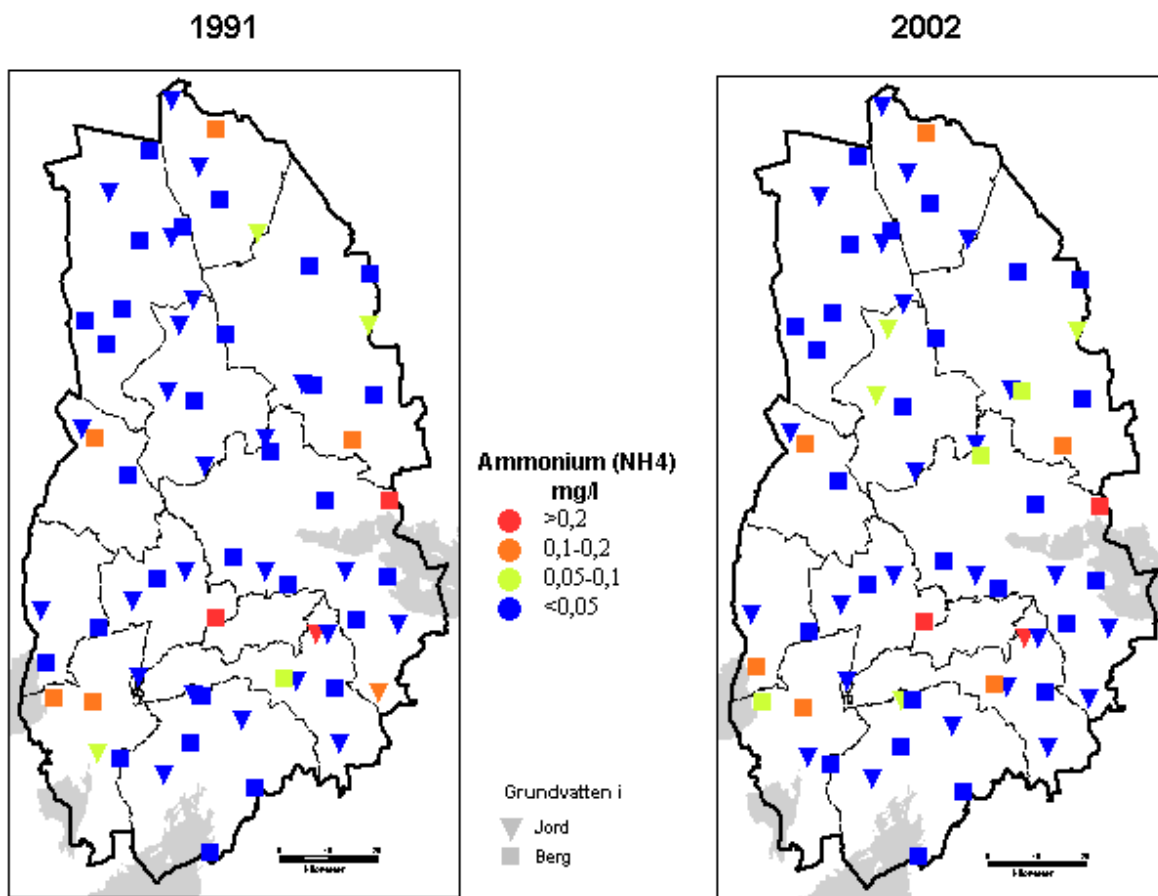 1991
2002
Ammonium (NH4)
mg/l
>0,2
0,1-0,2
0,05-0,1
<0,05
Grundvatten i
Jord
Berg